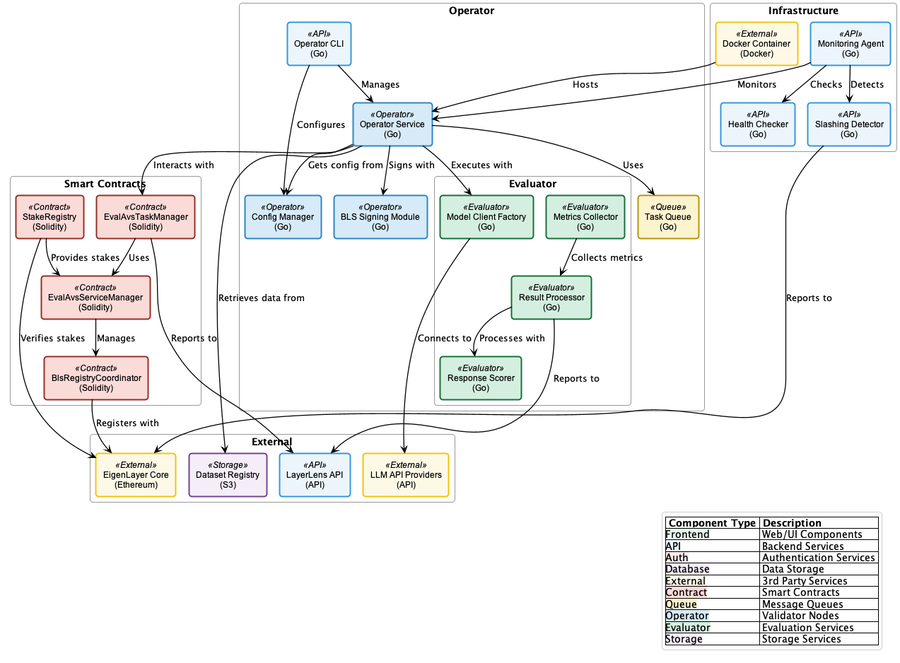 Operator
Infrastructure
«API»
Operator CLI
(Go)
«External»
Docker Container
(Docker)
«API»
Monitoring Agent
(Go)
Manages
Hosts
Monitors
Checks
Detects
Configures
«Operator»
Operator Service
(Go)
«API»
Health Checker
(Go)
«API»
Slashing Detector
(Go)
Interacts with
Gets config from
Signs with
Executes with
Uses
Smart Contracts
Evaluator
«Contract»
StakeRegistry
(Solidity)
«Contract»
EvalAvsTaskManager
(Solidity)
«Operator»
Config Manager
(Go)
«Operator»
BLS Signing Module
(Go)
«Evaluator»
Model Client Factory
(Go)
«Evaluator»
Metrics Collector
(Go)
«Queue»
Task Queue
(Go)
Provides stakes
Uses
Collects metrics
«Contract»
EvalAvsServiceManager
(Solidity)
«Evaluator»
Result Processor
(Go)
Retrieves data from
Reports to
Verifies stakes
Manages
Reports to
Connects to
Processes with
«Contract»
BlsRegistryCoordinator
(Solidity)
«Evaluator»
Response Scorer
(Go)
Reports to
Registers with
External
«External»
EigenLayer Core
(Ethereum)
«Storage»
Dataset Registry
(S3)
«API»
LayerLens API
(API)
«External»
LLM API Providers
(API)
Component Type Description
Frontend Web/UI Components
API Backend Services
Auth Authentication Services
Database Data Storage
External 3rd Party Services
Contract Smart Contracts
Queue Message Queues
Operator Validator Nodes
Evaluator Evaluation Services
Storage Storage Services